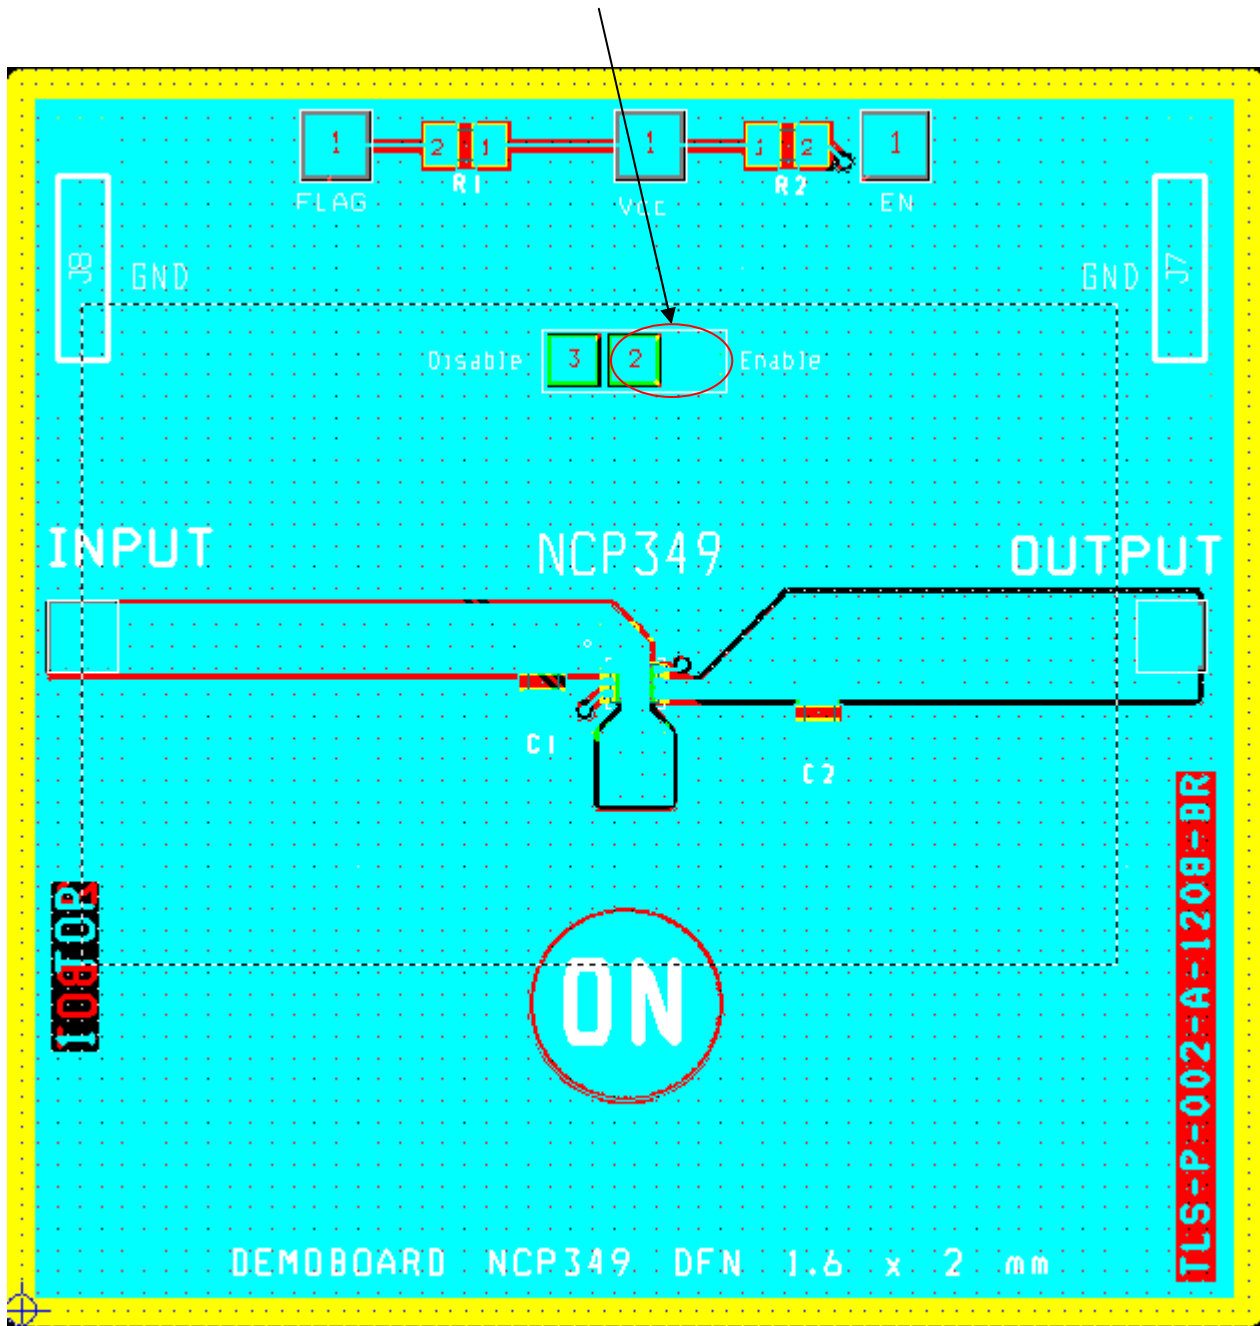 1 2 1 1 1 2 1
R1 R2
FLAG Vcc EN
J8 GND GND J7
Disable 3 2 Enable
INPUT NCP349 OUTPUT
C1
C2
TLS-P-002-A-1208-BR
ON
DEMOBOARD NCP349 DFN 1.6 x 2 mm